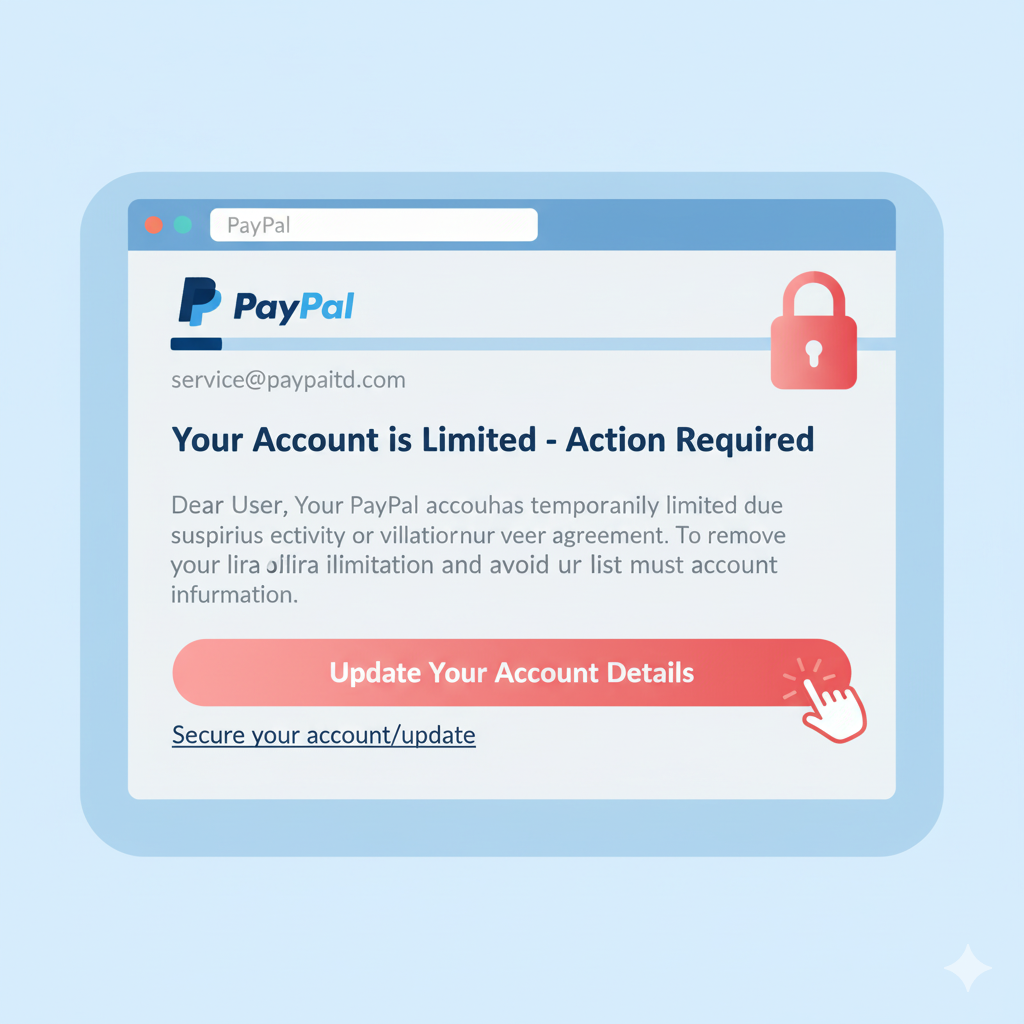 PayPal
PayPal
service@paypaitd.com
Your Account is Limited - Action Required
Dear User, Your PayPal accouhas temporanily limited due
suspirius ectivity or villatiornur veer agreement. To remove
your lira ollira ilimitation and avoid ur list must account
infurmation.
Update Your Account Details
Secure your account/update